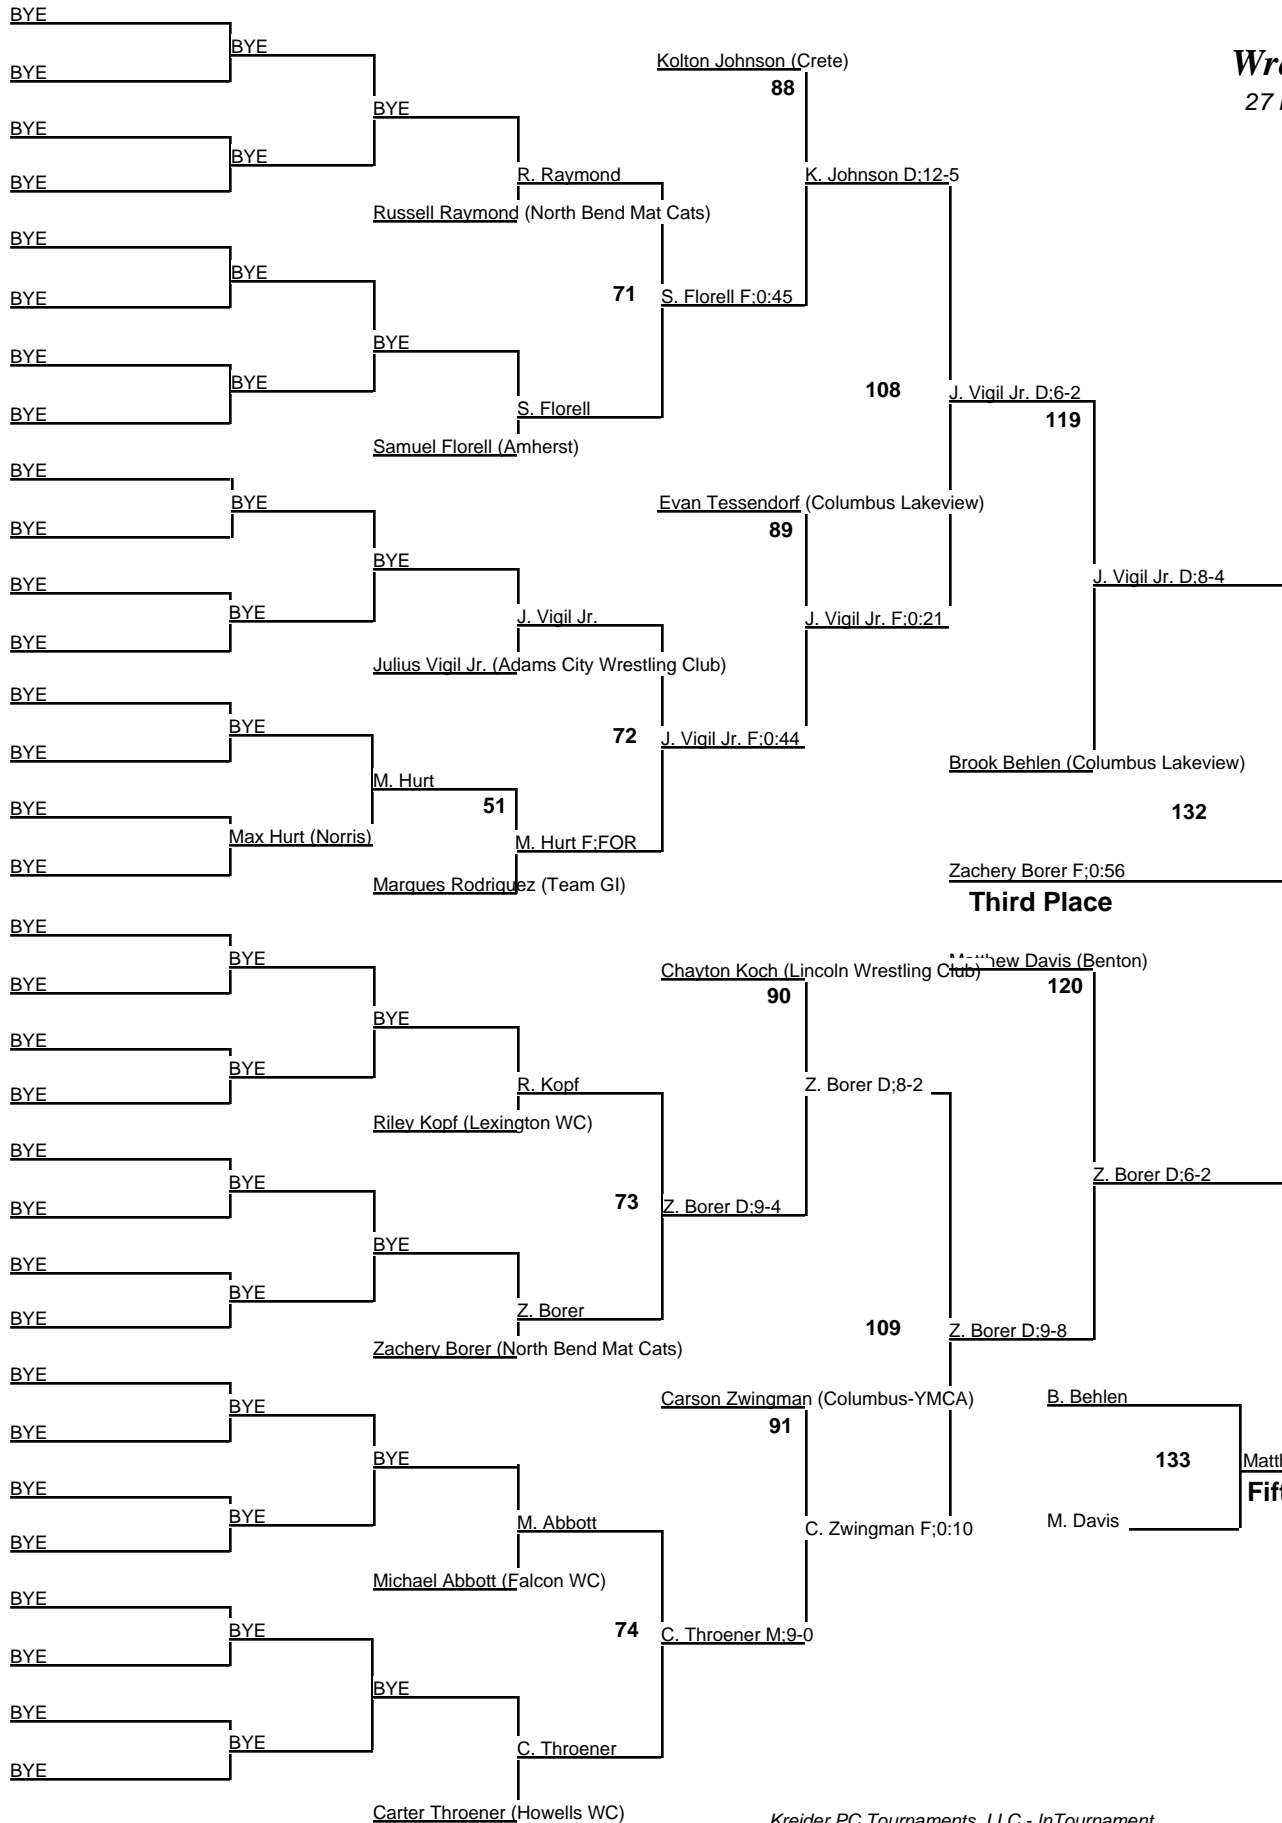 BYE
BYE
Kolton Johnson (Crete)
Wre
BYE
88
27
BYE
BYE
BYE
BYE
R. Raymond
K. Johnson D;12-5
BYE
Russell Raymond (North Bend Mat Cats)
BYE
BYE
BYE
71
S. Florell F;0:45
BYE
BYE
BYE
108
J. Vigil Jr. D;6-2
BYE
S. Florell
119
Samuel Florell (Amherst)
BYE
BYE
Evan Tessendorf (Columbus Lakeview)
BYE
89
BYE
J. Vigil Jr. D;8-4
BYE
BYE
J. Vigil Jr.
J. Vigil Jr. F;0:21
BYE
Julius Vigil Jr. (Adams City Wrestling Club)
BYE
BYE
72
J. Vigil Jr. F;0:44
BYE
Brook Behlen (Columbus Lakeview)
M. Hurt
51
132
BYE
Max Hurt (Norris)
M. Hurt F;FOR
BYE
Marques Rodriquez (Team GI)
Zachery Borer F;0:56
Third Place
BYE
BYE
Chayton Koch (Lincoln Wrestling Club)
Matthew Davis (Benton)
BYE
90
120
BYE
BYE
BYE
R. Kopf
Z. Borer D;8-2
BYE
Riley Kopf (Lexington WC)
BYE
BYE
Z. Borer D;6-2
BYE
73
Z. Borer D;9-4
BYE
BYE
BYE
BYE
Z. Borer
109
Z. Borer D;9-8
Zachery Borer (North Bend Mat Cats)
BYE
BYE
Carson Zwingman (Columbus-YMCA)
B. Behlen
BYE
91
BYE
133
Matth
BYE
Fift
BYE
M. Abbott
C. Zwingman F;0:10
M. Davis
BYE
Michael Abbott (Falcon WC)
BYE
BYE
74
C. Throener M;9-0
BYE
BYE
BYE
BYE
C. Throener
BYE
Carter Throener (Howells WC)
Kreider PC Tournaments, LLC - InTournament